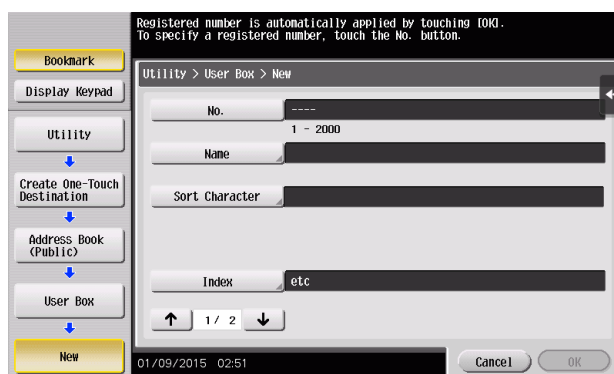 Registered number is automatically applied by touching [OK].
To specify a registered number, touch the No. button.
Bookmark
Display Keypad
Utility
Create One-Touch
Destination
Address Book
(Public)
User Box
New
Utility > User Box > New
No.
----
1 - 2000
Name
Sort Character
Index
etc
1/ 2
01/09/2015 02:51
Cancel
OK